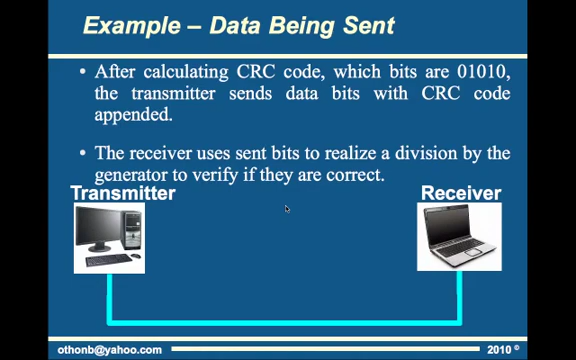 Example – Data Being Sent
• After calculating CRC code, which bits are 01010,
the transmitter sends data bits with CRC code
appended.
• The receiver uses sent bits to realize a division by the
generator to verify if they are correct.
Transmitter
Receiver
othonb@yahoo.com
2010 ©